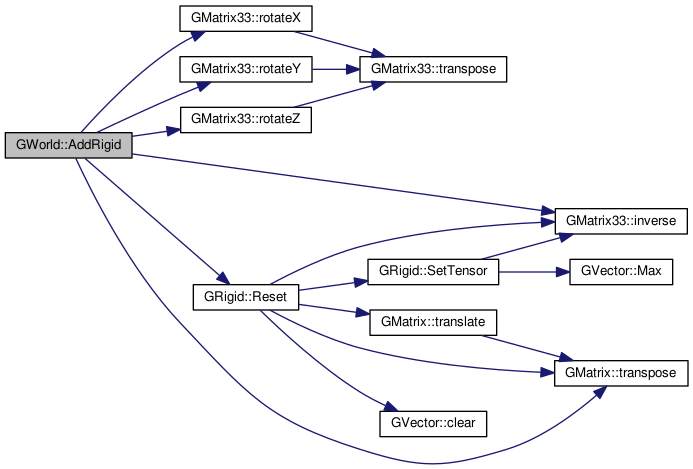 GMatrix33::rotateX
GMatrix33::rotateY
GMatrix33::transpose
GMatrix33::rotateZ
GWorld::AddRigid
GMatrix33::inverse
GRigid::SetTensor
GVector::Max
GRigid::Reset
GMatrix::translate
GMatrix::transpose
GVector::clear